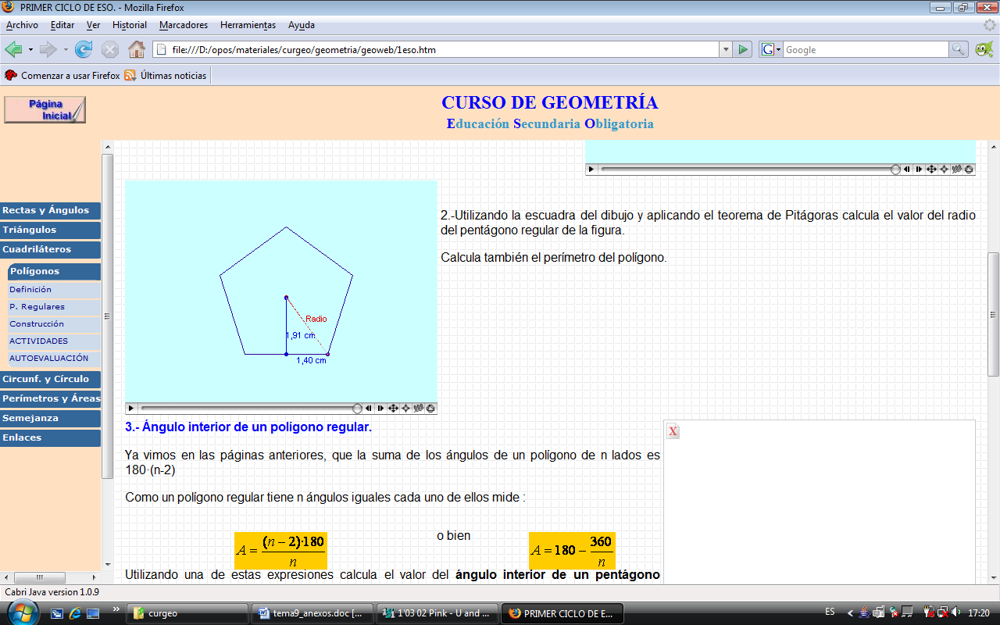 PRIMER CICLO DE ESO. - Mozilla Firefox
Archivo Editar Ver Historial Marcadores Herramientas Ayuda
file:///D:/opos/materiales/curgeo/geometria/geoweb/1eso.htm
Google
Comenzar a usar Firefox Últimas noticias
Página Inicial
CURSO DE GEOMETRÍA
Educación Secundaria Obligatoria
Rectas y Ángulos
Triángulos
Cuadriláteros
Polígonos
Definición
P. Regulares
Construcción
ACTIVIDADES
AUTOEVALUACIÓN
Circunf. y Círculo
Perímetros y Áreas
Semejanza
Enlaces
Radio
1,91 cm
1,40 cm
2.-Utilizando la escuadra del dibujo y aplicando el teorema de Pitágoras calcula el valor del radio
del pentágono regular de la figura.
Calcula también el perímetro del polígono.
3.- Ángulo interior de un polígono regular.
Ya vimos en las páginas anteriores, que la suma de los ángulos de un polígono de n lados es
180·(n-2)
Como un polígono regular tiene n ángulos iguales cada uno de ellos mide :
A = (n – 2)·180 / n o bien A = 180 – 360 / n
Utilizando una de estas expresiones calcula el valor del ángulo interior de un pentágono
Cabri Java version 1.0.9
curgeo
tema9_anexos.doc [...
1'03 02 Pink - U and ...
PRIMER CICLO DE E...
ES
17:20